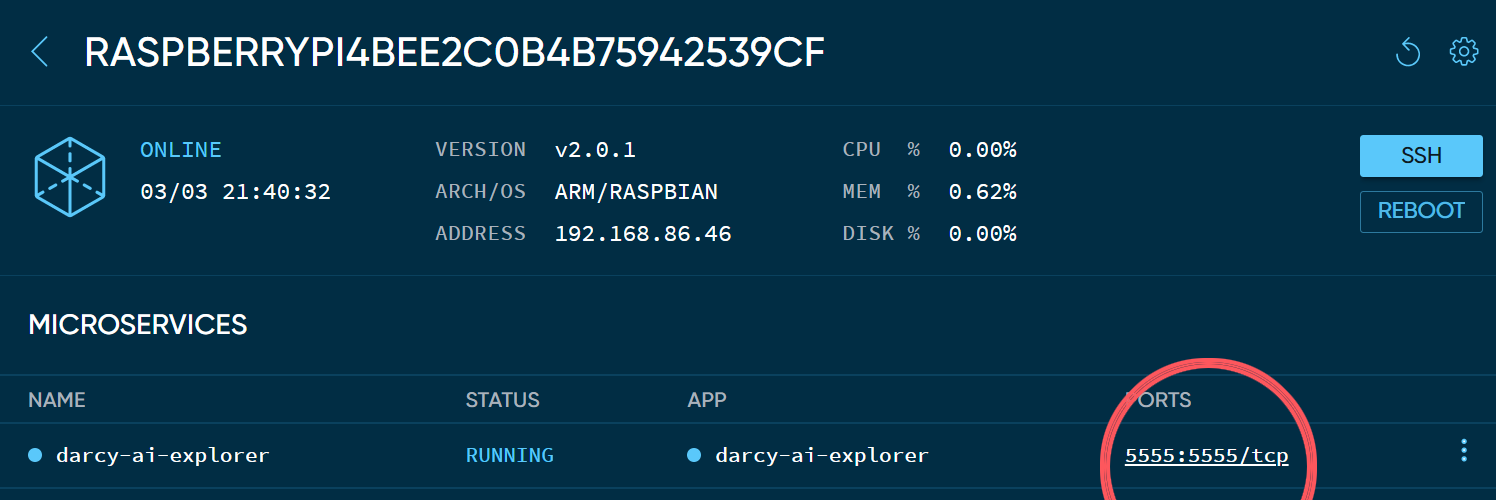 RASPBERRYPI4BEE2C0B4B75942539CF
ONLINE VERSION v2.0.1 CPU % 0.00% SSH
03/03 21:40:32 ARCH/OS ARM/RASPBIAN MEM % 0.62% REBOOT
ADDRESS 192.168.86.46 DISK % 0.00%
MICROSERVICES
NAME STATUS APP PORTS
darcy-ai-explorer RUNNING darcy-ai-explorer 5555:5555/tcp